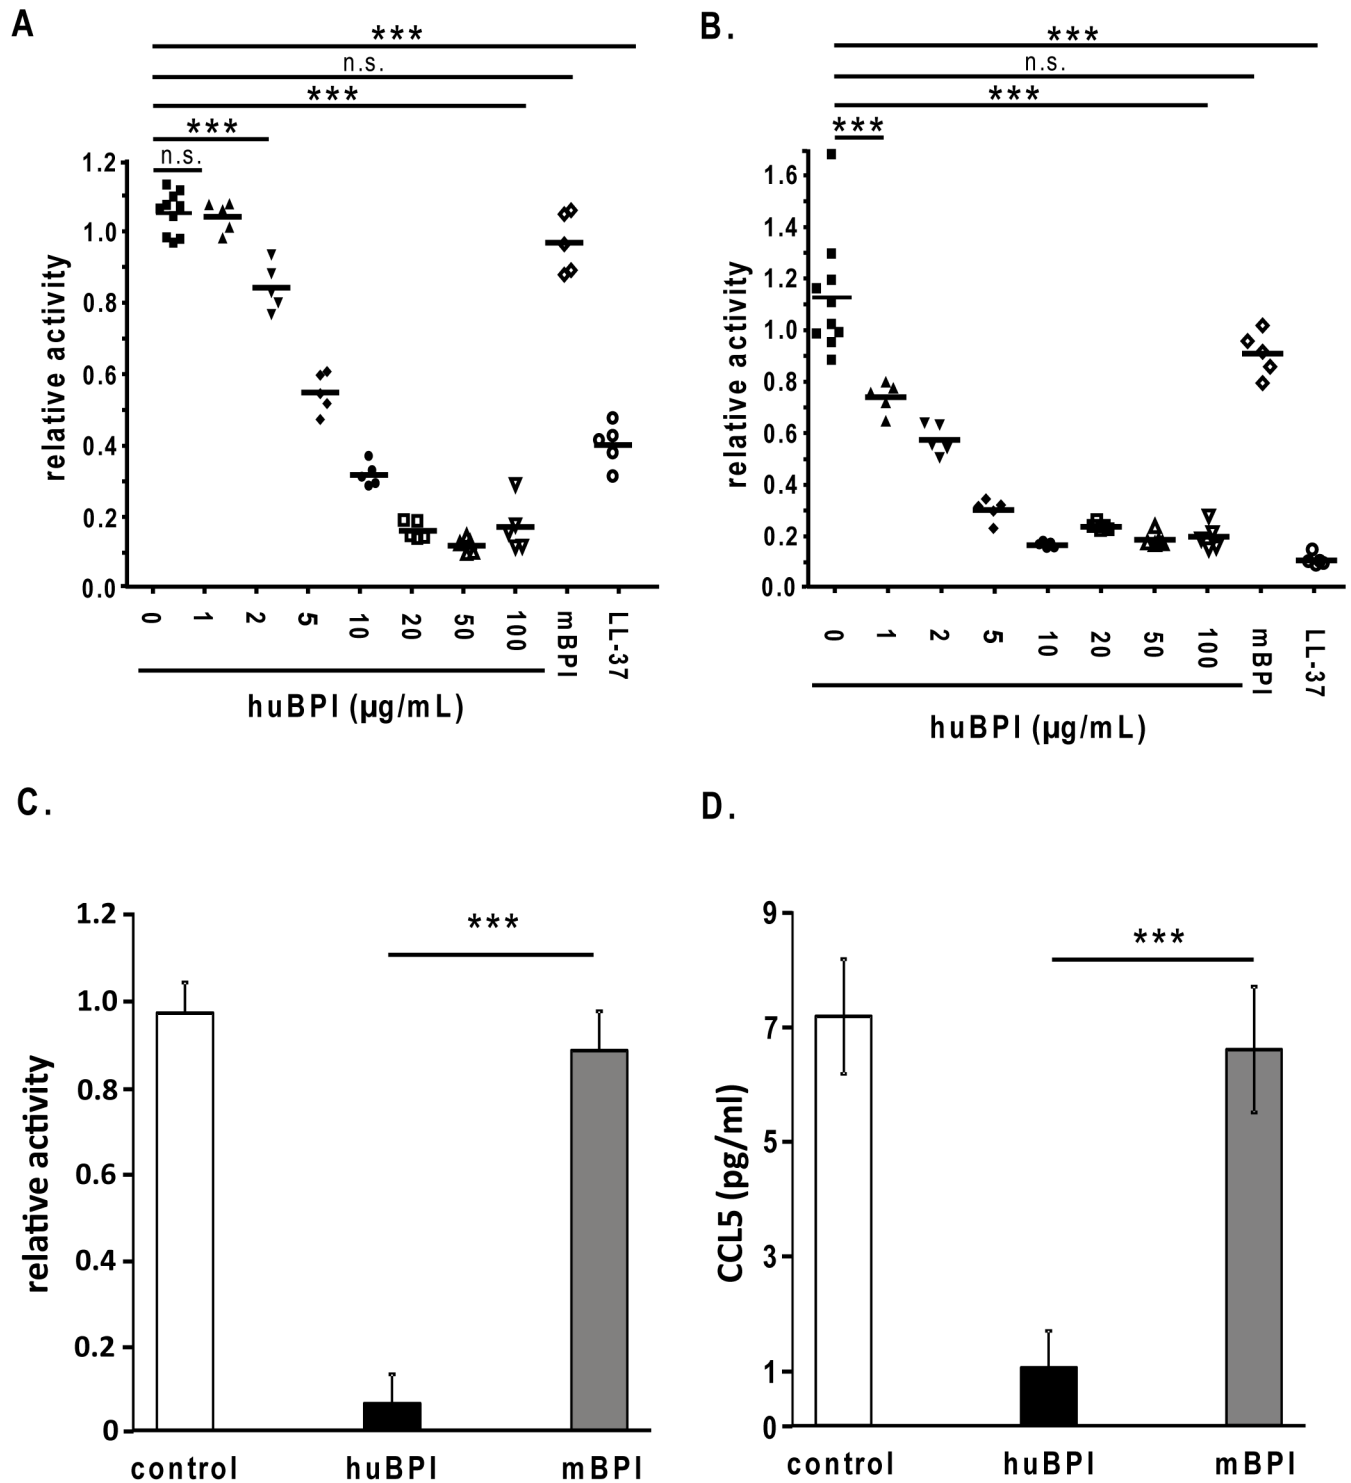 A
***
n.s.
***
***
n.s.
1.2
1.0
0.8
0.6
0.4
0.2
0.0
relative activity
0 1 2 5 10 20 50 100 mBPI LL-37
huBPI (µg/mL)
B.
***
n.s.
***
***
1.6
1.4
1.2
1.0
0.8
0.6
0.4
0.2
0.0
relative activity
0 1 2 5 10 20 50 100 mBPI LL-37
huBPI (µg/mL)
C.
***
1.2
1.0
0.8
0.6
0.4
0.2
0
relative activity
control huBPI mBPI
D.
***
9
7
5
3
1
0
CCL5 (pg/ml)
control huBPI mBPI